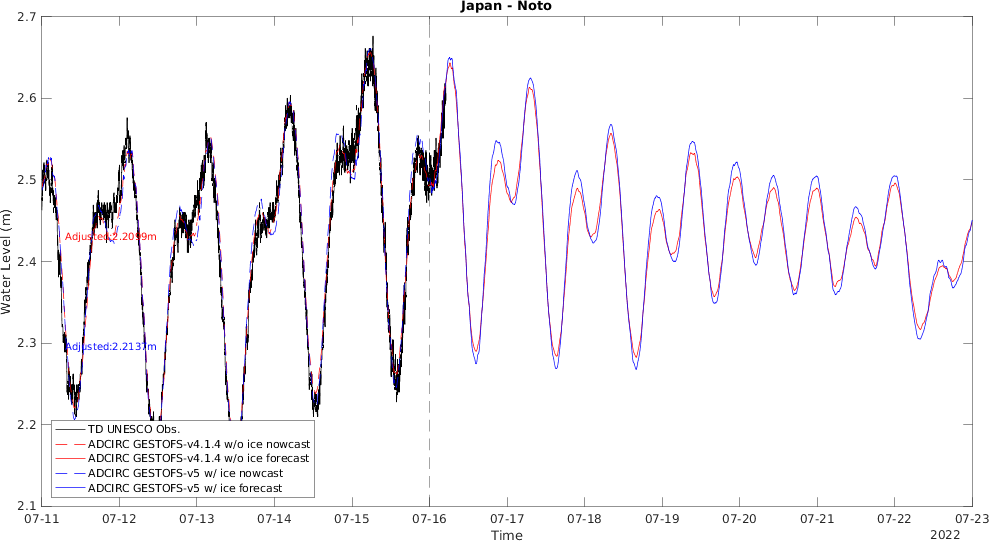 Japan - Noto
2.7
2.6
2.5
2.4
2.3
2.2
2.1
Water Level (m)
Adjusted:2.2099m
Adjusted:2.2137m
TD UNESCO Obs.
ADCIRC GESTOFS-v4.1.4 w/o ice nowcast
ADCIRC GESTOFS-v4.1.4 w/o ice forecast
ADCIRC GESTOFS-v5 w/ ice nowcast
ADCIRC GESTOFS-v5 w/ ice forecast
07-11 07-12 07-13 07-14 07-15 07-16 07-17 07-18 07-19 07-20 07-21 07-22 07-23
Time
2022